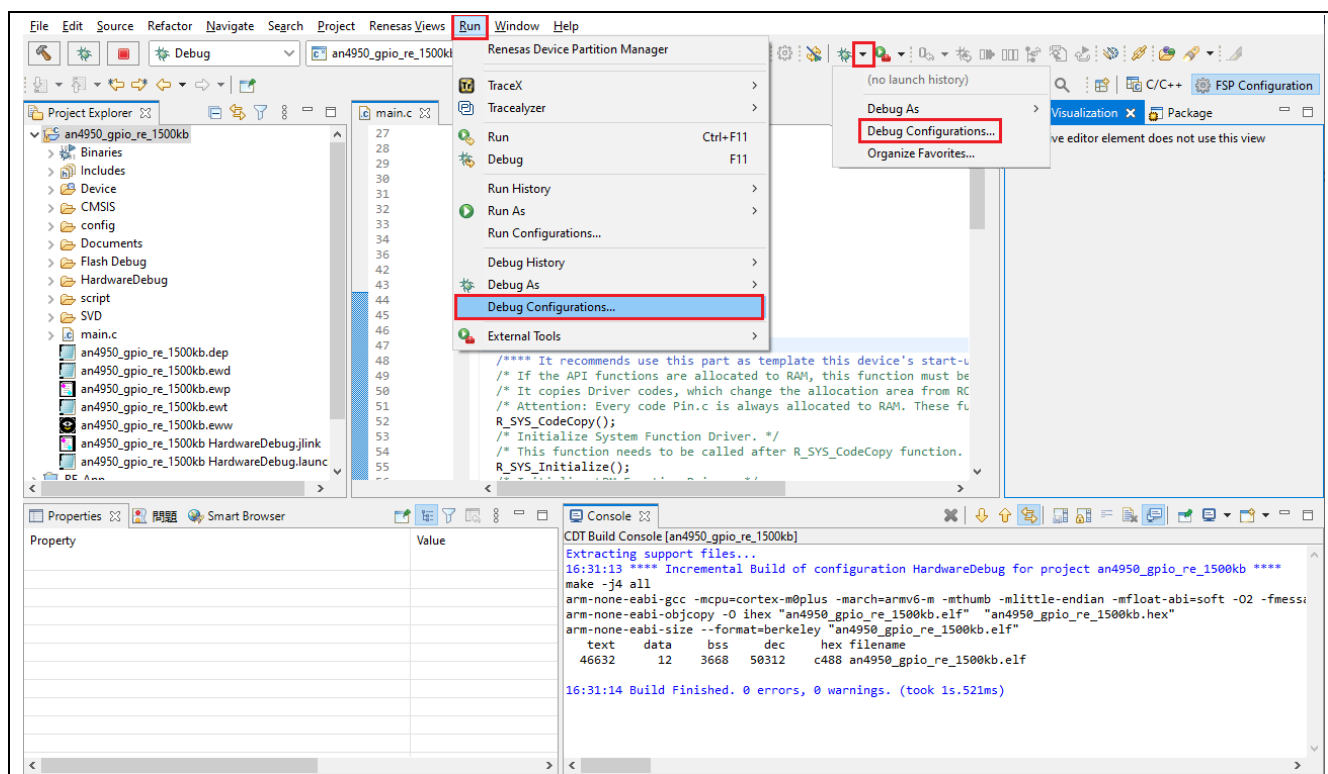 File Edit Source Refactor Navigate Search Project Renesas Views Run Window Help
Debug
an4950_gpio_re_1500kb
C/C++
FSP Configuration
Renesas Device Partition Manager
TraceX
Tracealyzer
Run Ctrl+F11
Debug F11
Run History
Run As
Run Configurations...
Debug History
Debug As
Debug Configurations...
External Tools
(no launch history)
Debug As
Debug Configurations...
Organize Favorites...
Project Explorer
an4950_gpio_re_1500kb
Binaries
Includes
Device
CMSIS
config
Documents
Flash Debug
HardwareDebug
script
SVD
main.c
an4950_gpio_re_1500kb.dep
an4950_gpio_re_1500kb.ewd
an4950_gpio_re_1500kb.ewp
an4950_gpio_re_1500kb.ewt
an4950_gpio_re_1500kb.eww
an4950_gpio_re_1500kb HardwareDebug.jlink
an4950_gpio_re_1500kb HardwareDebug.launc
main.c
27
28
29
30
31
32
33
34
36
42
43
44
45
46
47
48 /**** It recommends use this part as template this device's start-u
49 /* If the API functions are allocated to RAM, this function must be
50 /* It copies Driver codes, which change the allocation area from RO
51 /* Attention: Every code Pin.c is always allocated to RAM. These fu
52 R_SYS_CodeCopy();
53 /* Initialize System Function Driver. */
54 /* This function needs to be called after R_SYS_CodeCopy function.
55 R_SYS_Initialize();
Visualization Package
ve editor element does not use this view
Properties 問題 Smart Browser
Property Value
Console
CDT Build Console [an4950_gpio_re_1500kb]
Extracting support files...
16:31:13 **** Incremental Build of configuration HardwareDebug for project an4950_gpio_re_1500kb ****
make -j4 all
arm-none-eabi-gcc -mcpu=cortex-m0plus -march=armv6-m -mthumb -mlittle-endian -mfloat-abi=soft -O2 -fmessa
arm-none-eabi-objcopy -O ihex "an4950_gpio_re_1500kb.elf" "an4950_gpio_re_1500kb.hex"
arm-none-eabi-size --format=berkeley "an4950_gpio_re_1500kb.elf"
text data bss dec hex filename
46632 12 3668 50312 c488 an4950_gpio_re_1500kb.elf
16:31:14 Build Finished. 0 errors, 0 warnings. (took 1s.521ms)